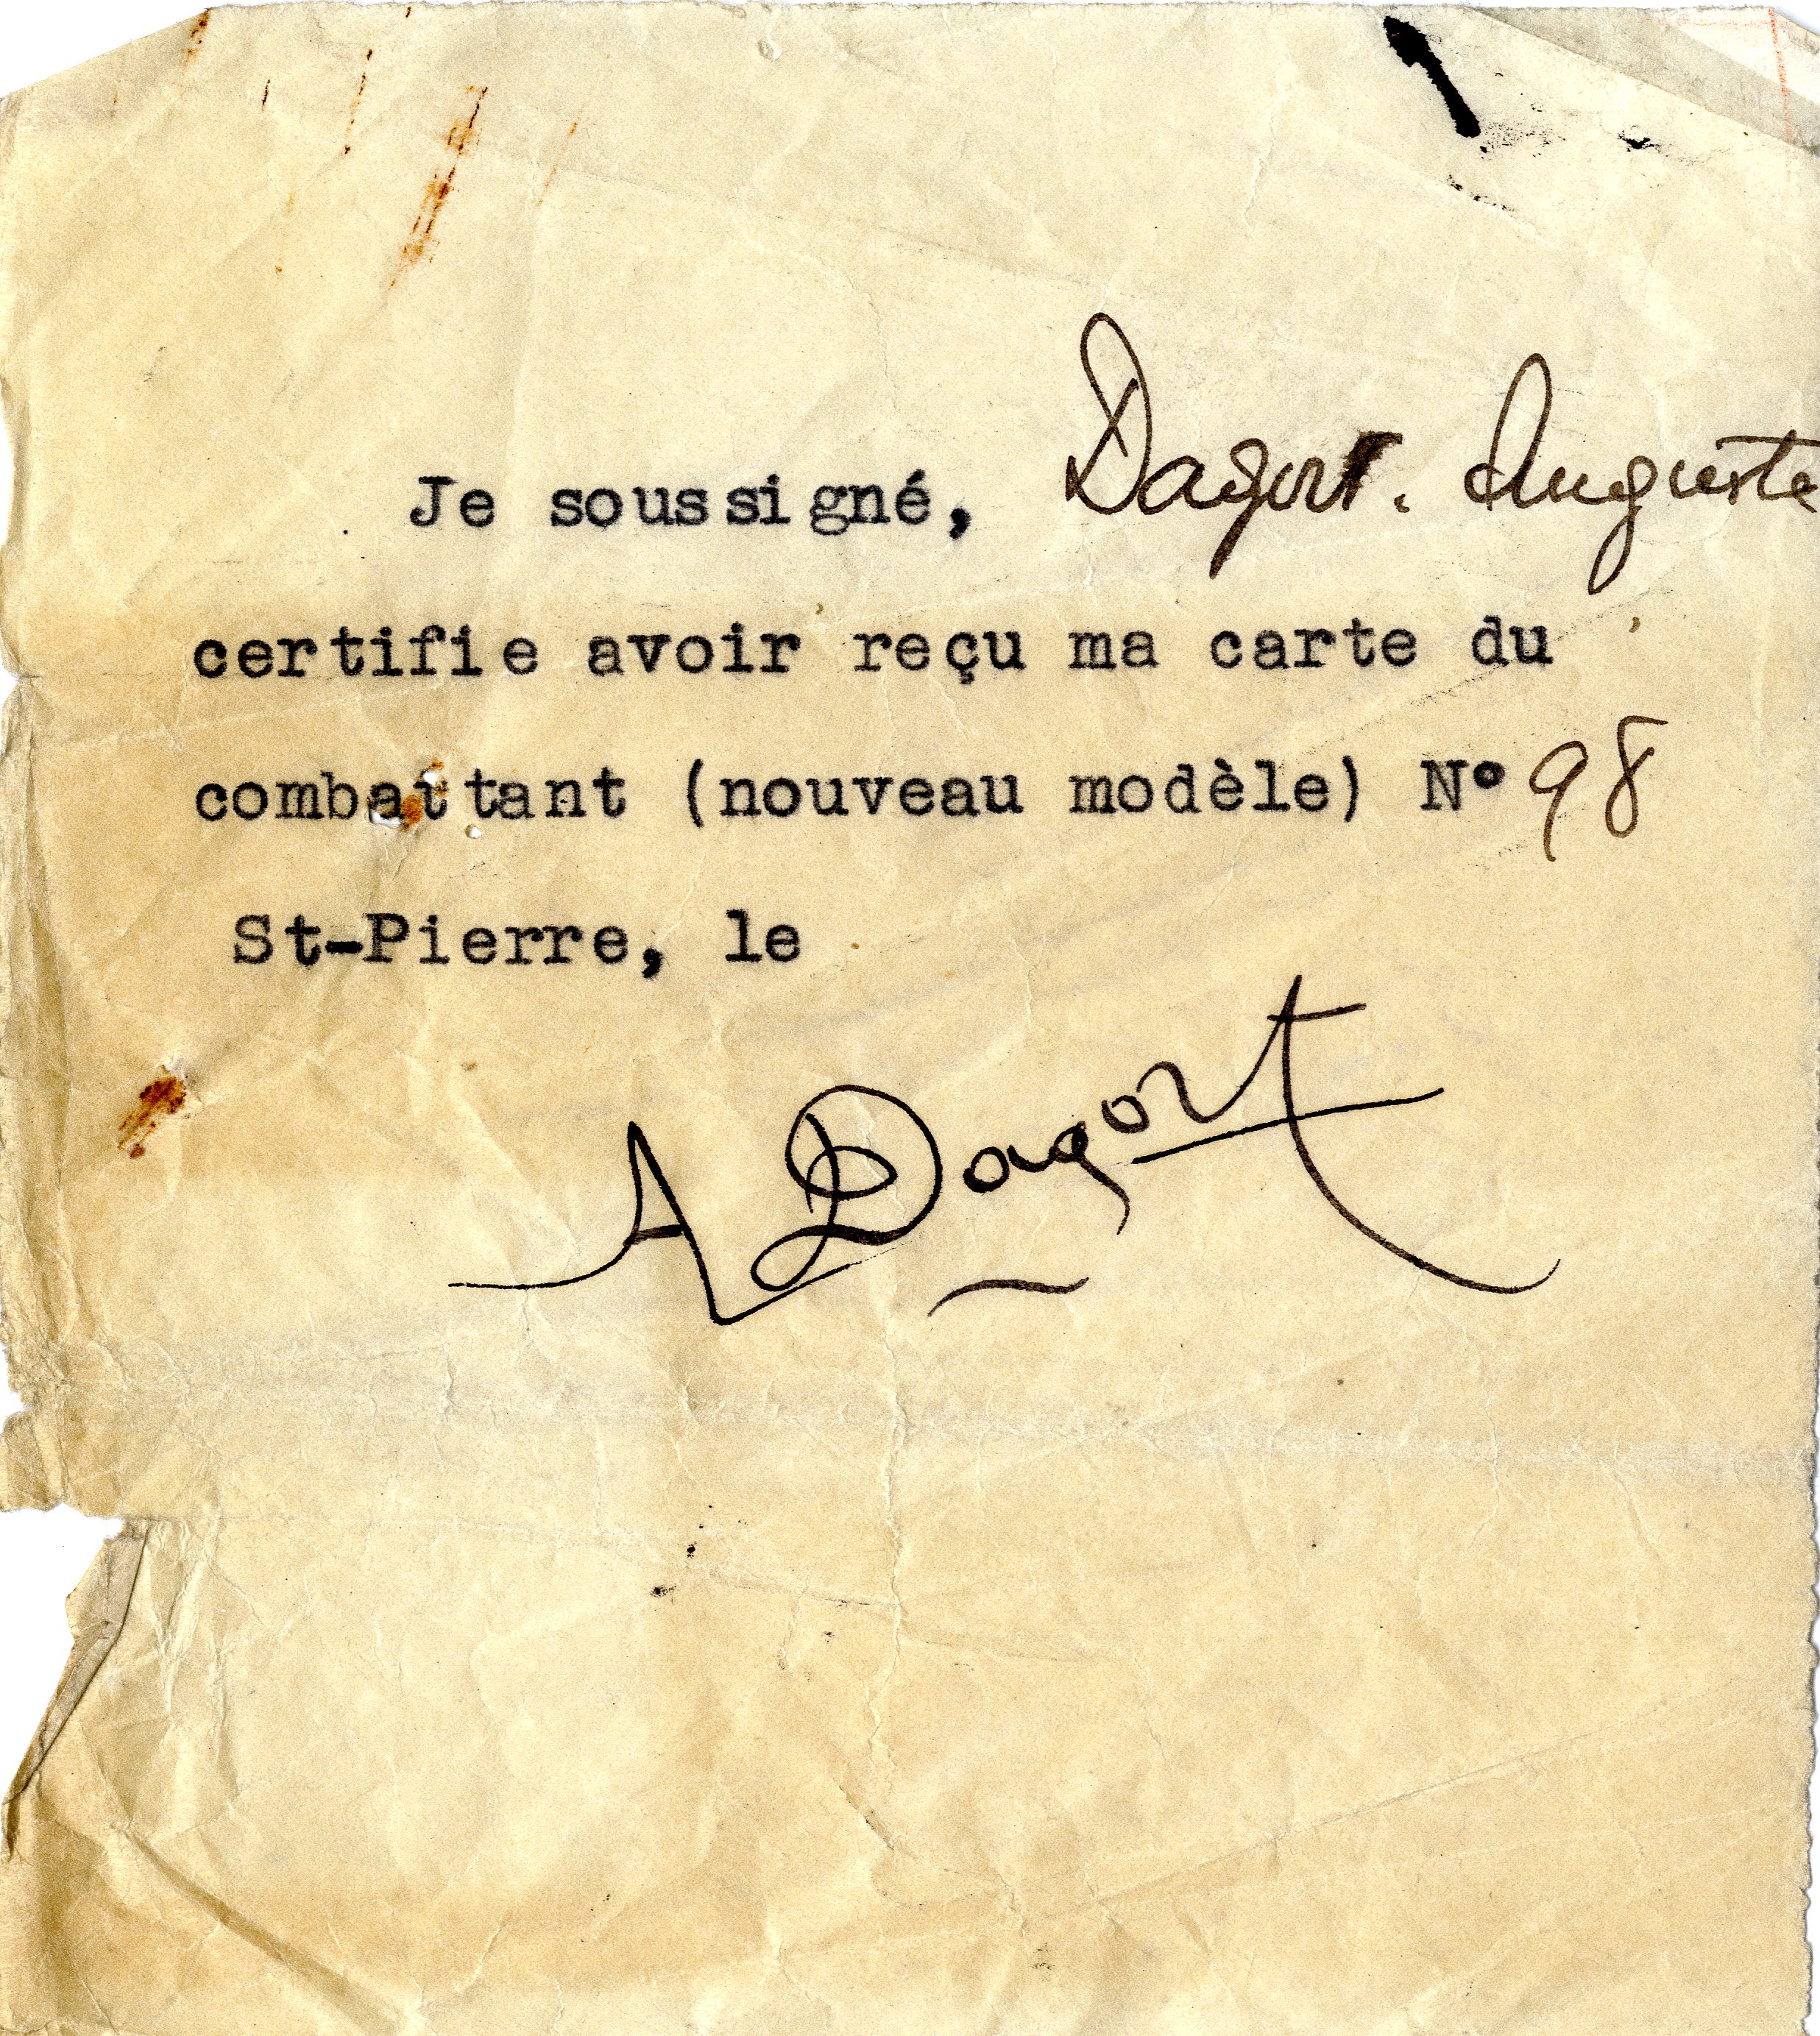 Je soussigné, Dagort. Auguste
certifie avoir reçu ma carte du
combattant (nouveau modèle) N° 98
St-Pierre, le
A Dagort